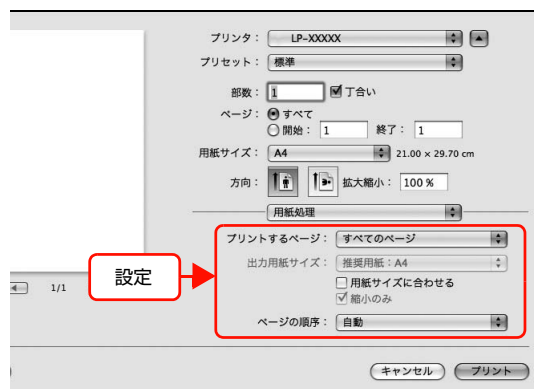 プリンタ： LP-XXXXX
プリセット： 標準
部数： 1 丁合い
ページ： すべて
開始： 1 終了： 1
用紙サイズ： A4 21.00 × 29.70 cm
方向： 拡大縮小： 100 %
用紙処理
プリントするページ： すべてのページ
出力用紙サイズ： 推奨用紙：A4
用紙サイズに合わせる
縮小のみ
ページの順序： 自動
設定
1/1
キャンセル プリント